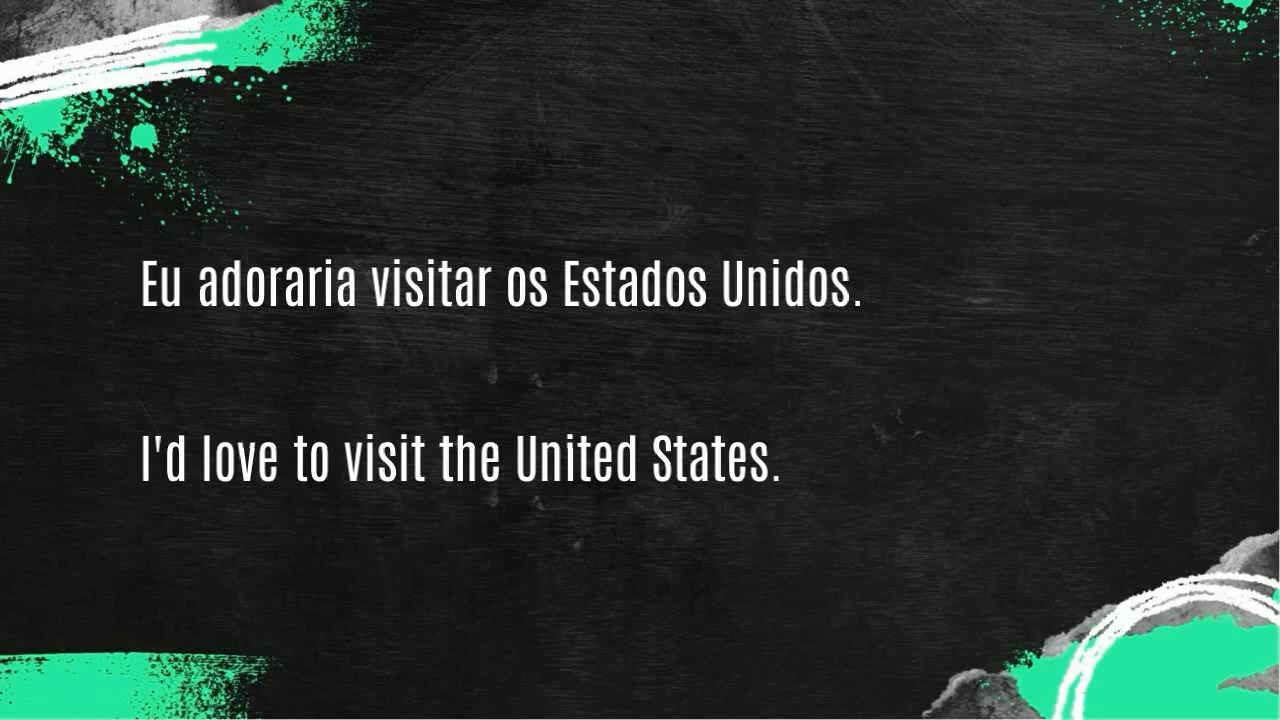 Eu adoraria visitar os Estados Unidos.
I'd love to visit the United States.